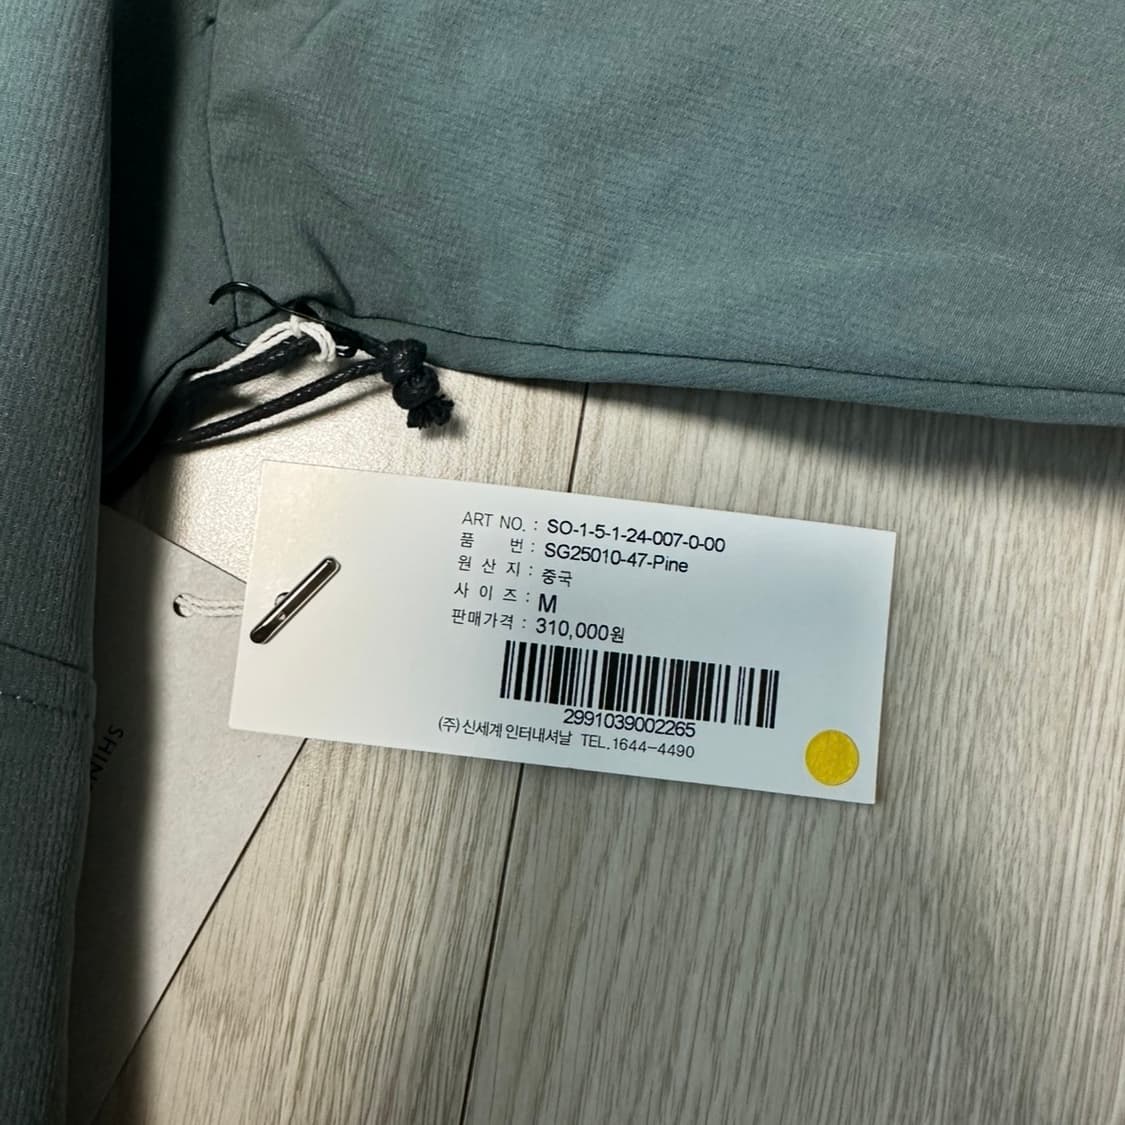 ART NO. : SO-1-5-1-24-007-0-00
품 번 : SG25010-47-Pine
원 산 지 : 중국
사 이 즈 : M
판매가격 : 310,000원
2991039002265
(주)신세계인터내셔날 TEL.1644-4490